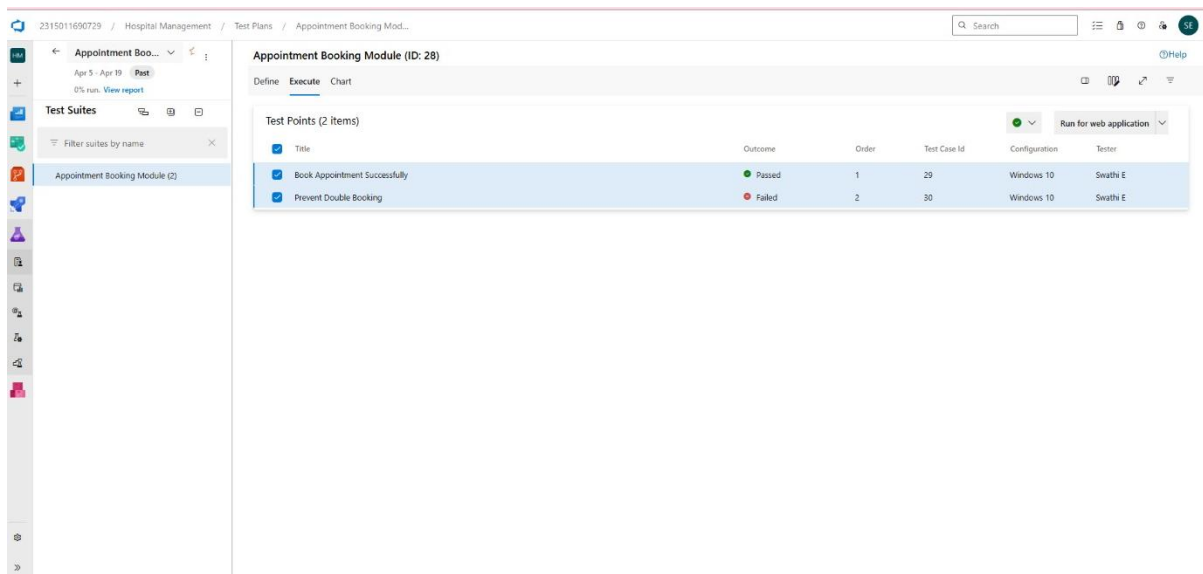 2315011690729 / Hospital Management / Test Plans / Appointment Booking Mod...
Search
SE
HM
Appointment Boo...
Apr 5 - Apr 19 Past
0% run. View report
Test Suites
Filter suites by name
Appointment Booking Module (2)
Appointment Booking Module (ID: 28)
Help
Define Execute Chart
Test Points (2 items)
Run for web application
Title Outcome Order Test Case Id Configuration Tester
Book Appointment Successfully Passed 1 29 Windows 10 Swathi E
Prevent Double Booking Failed 2 30 Windows 10 Swathi E